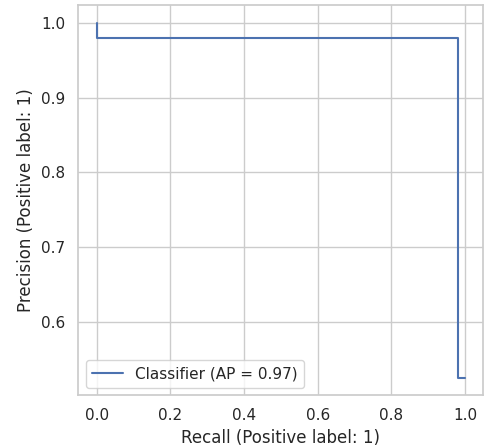 Precision (Positive label: 1)
1.0
0.9
0.8
0.7
0.6
Classifier (AP = 0.97)
0.0 0.2 0.4 0.6 0.8 1.0
Recall (Positive label: 1)